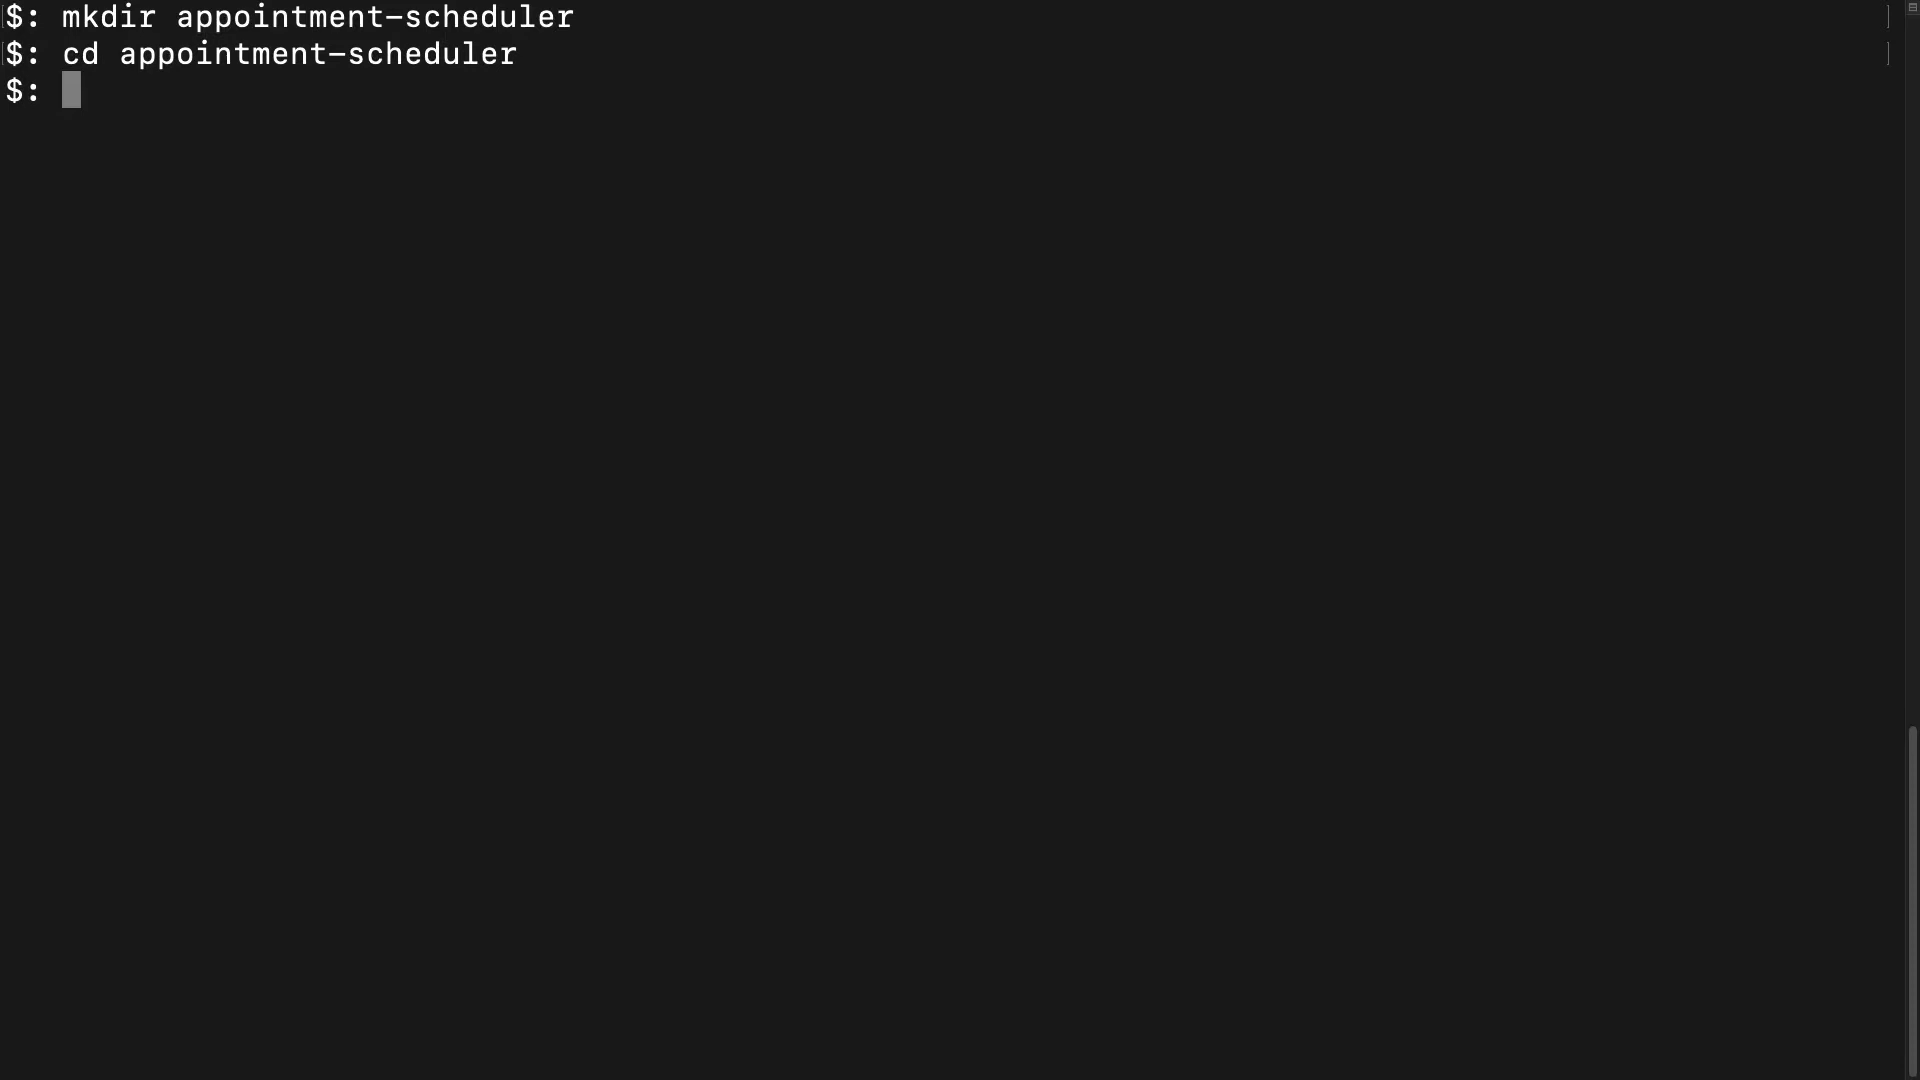 $: mkdir appointment-scheduler
$: cd appointment-scheduler
$: